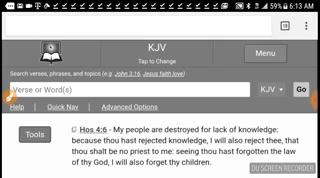 59% 6:13 AM
18
KJV
Tap to Change
Menu
Search verses, phrases, and topics (e.g. John 3:16, Jesus faith love)
Verse or Word(s)
KJV
Go
Help | Quick Nav | Advanced Options
Tools
Hos 4:6 - My people are destroyed for lack of knowledge:
because thou hast rejected knowledge, I will also reject thee, that
thou shalt be no priest to me: seeing thou hast forgotten the law
of thy God, I will also forget thy children.
DU SCREEN RECORDER